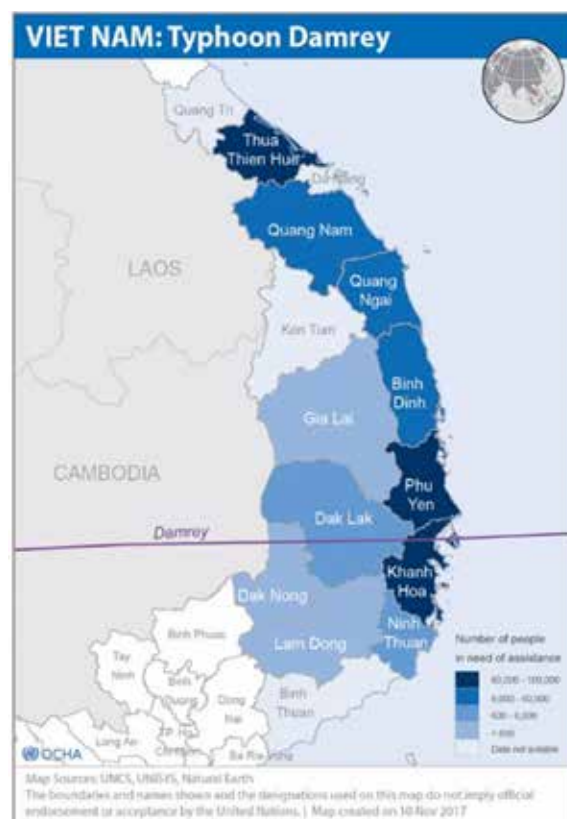 VIET NAM: Typhoon Damrey
Quang Tri
Thua
Thien Hue
Da Nang
Quang Nam
LAOS
Quang
Ngai
Kon Tum
Binh
Dinh
Gia Lai
CAMBODIA
Phu
Yen
Dak Lak
Damrey
Khanh
Hoa
Dak Nong
Ninh
Thuan
Binh Phuoc
Lam Dong
Number of people
in need of assistance
Tay
Ninh
Binh
Duong
Dong
Nai
Binh
Thuan
Long An
Data not available
OCHA
Map Sources: UNCS, UNISYS, Natural Earth
The boundaries and names shown and the designations used on this map do not imply official
endorsement or acceptance by the United Nations. | Map created on 10 Nov 2017